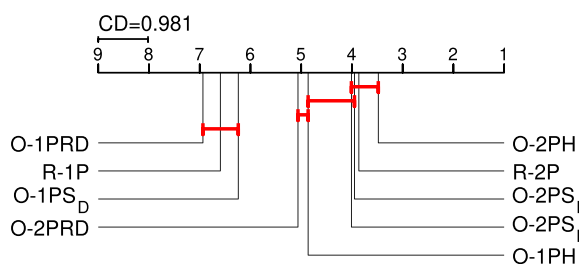 CD=0.981
9 8 7 6 5 4 3 2 1
O-1PRD O-2PH
R-1P R-2P
O-1PS_D O-2PS
O-2PRD O-2PS
O-1PH